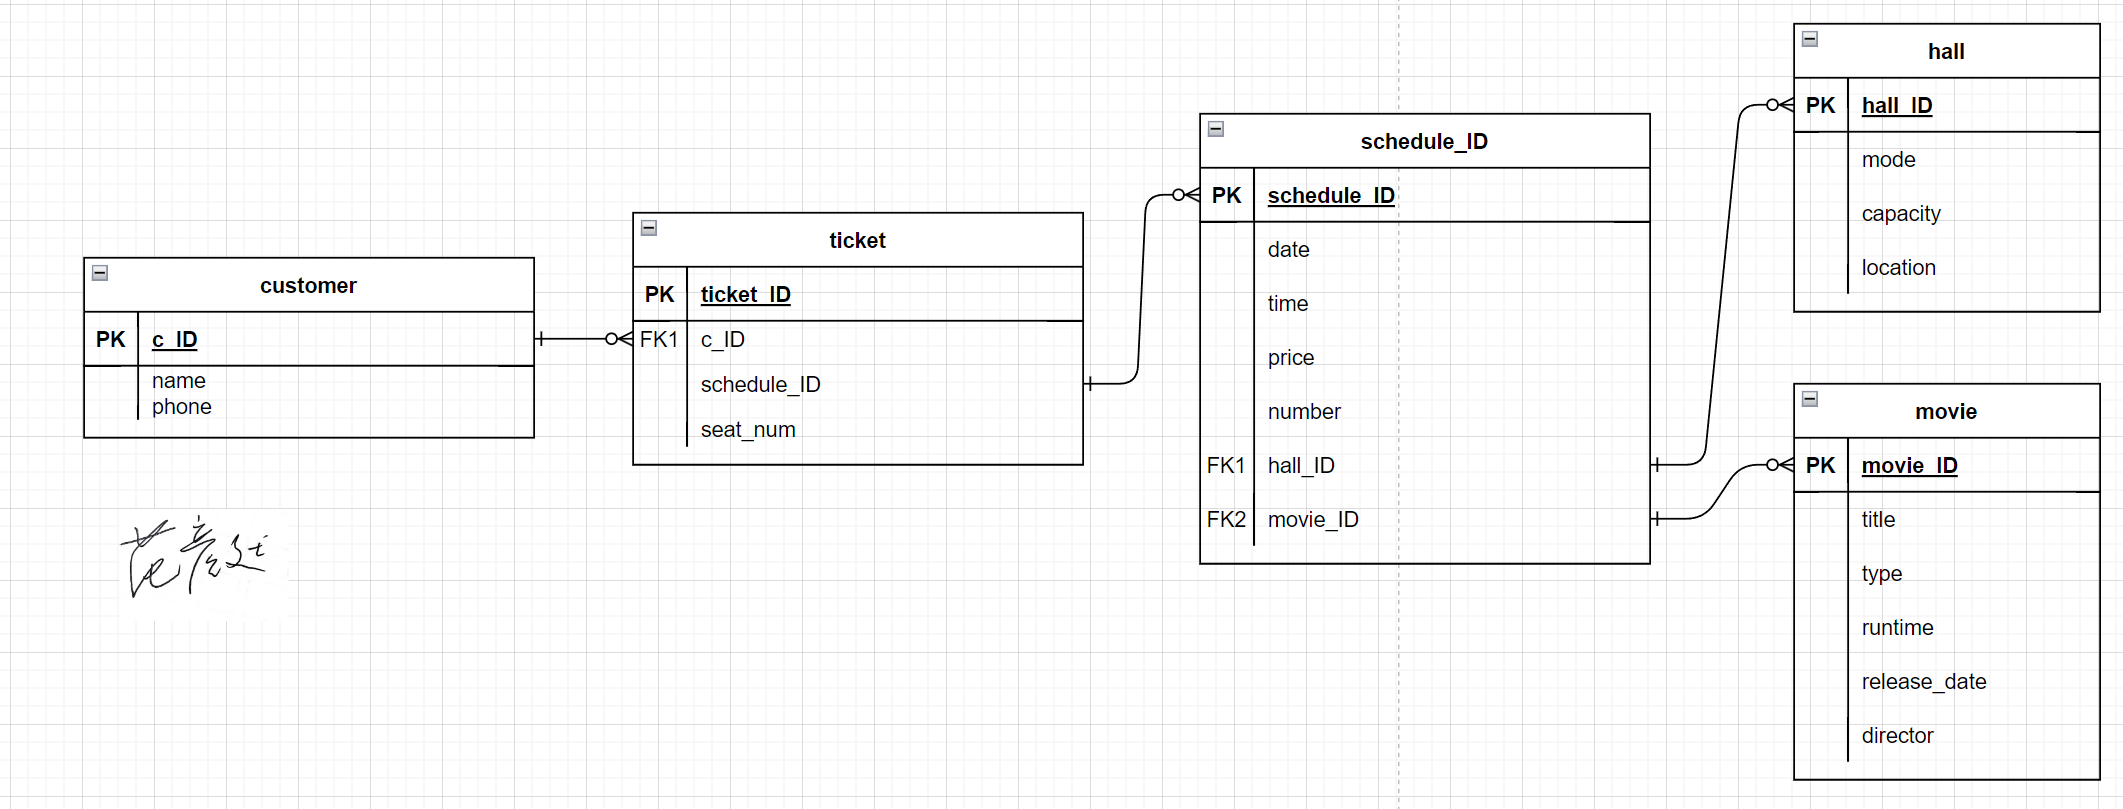 customer
PK c_ID
name
phone
ticket
PK ticket_ID
FK1 c_ID
schedule_ID
seat_num
schedule_ID
PK schedule_ID
date
time
price
number
FK1 hall_ID
FK2 movie_ID
hall
PK hall_ID
mode
capacity
location
movie
PK movie_ID
title
type
runtime
release_date
director